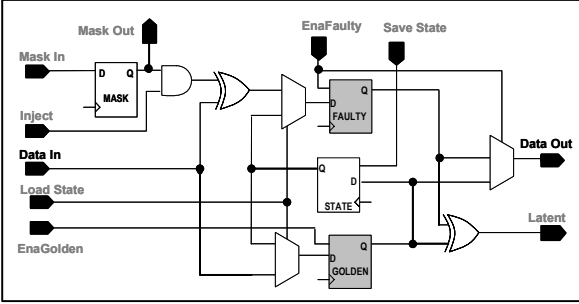 Mask Out
EnaFaulty
Save State
Mask In
D
Q
MASK
Inject
Q
D
FAULTY
Data In
Data Out
Q
D
STATE
Load State
Latent
EnaGolden
Q
D
GOLDEN